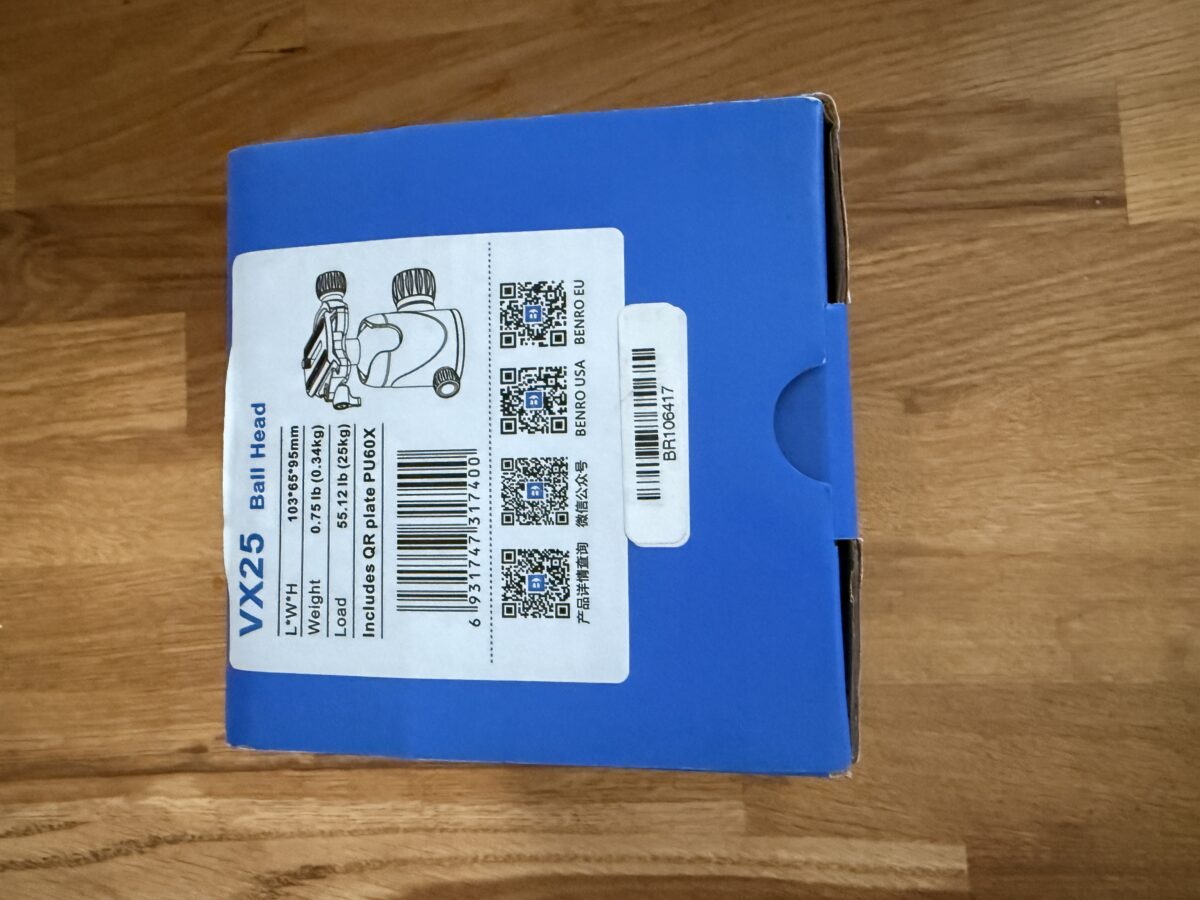 VX25 Ball Head
L*W*H 103*65*95mm
Weight 0.75 lb (0.34kg)
Load 55.12 lb (25kg)
Includes QR plate PU60X
6 931747 317400
产品详情查询 微信公众号 BENRO USA BENRO EU
BR106417